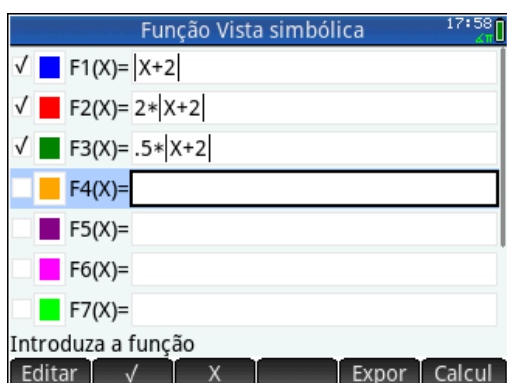 Função Vista simbólica 17:58
∡π
√ F1(X)= |X+2|
√ F2(X)= 2*|X+2|
√ F3(X)= .5*|X+2|
F4(X)=
F5(X)=
F6(X)=
F7(X)=
Introduza a função
Editar √ X Expor Calcul